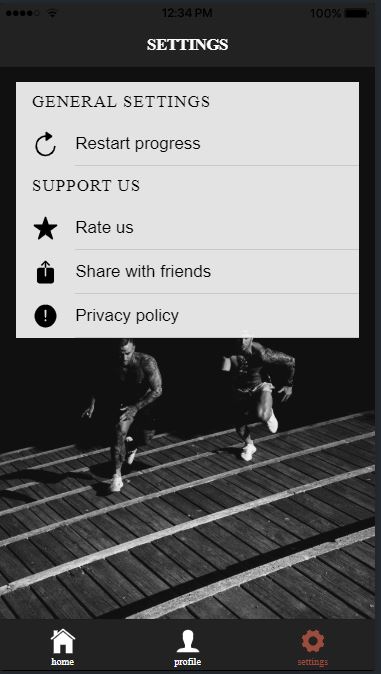 12:34 PM 100%
SETTINGS
GENERAL SETTINGS
Restart progress
SUPPORT US
Rate us
Share with friends
Privacy policy
home profile settings